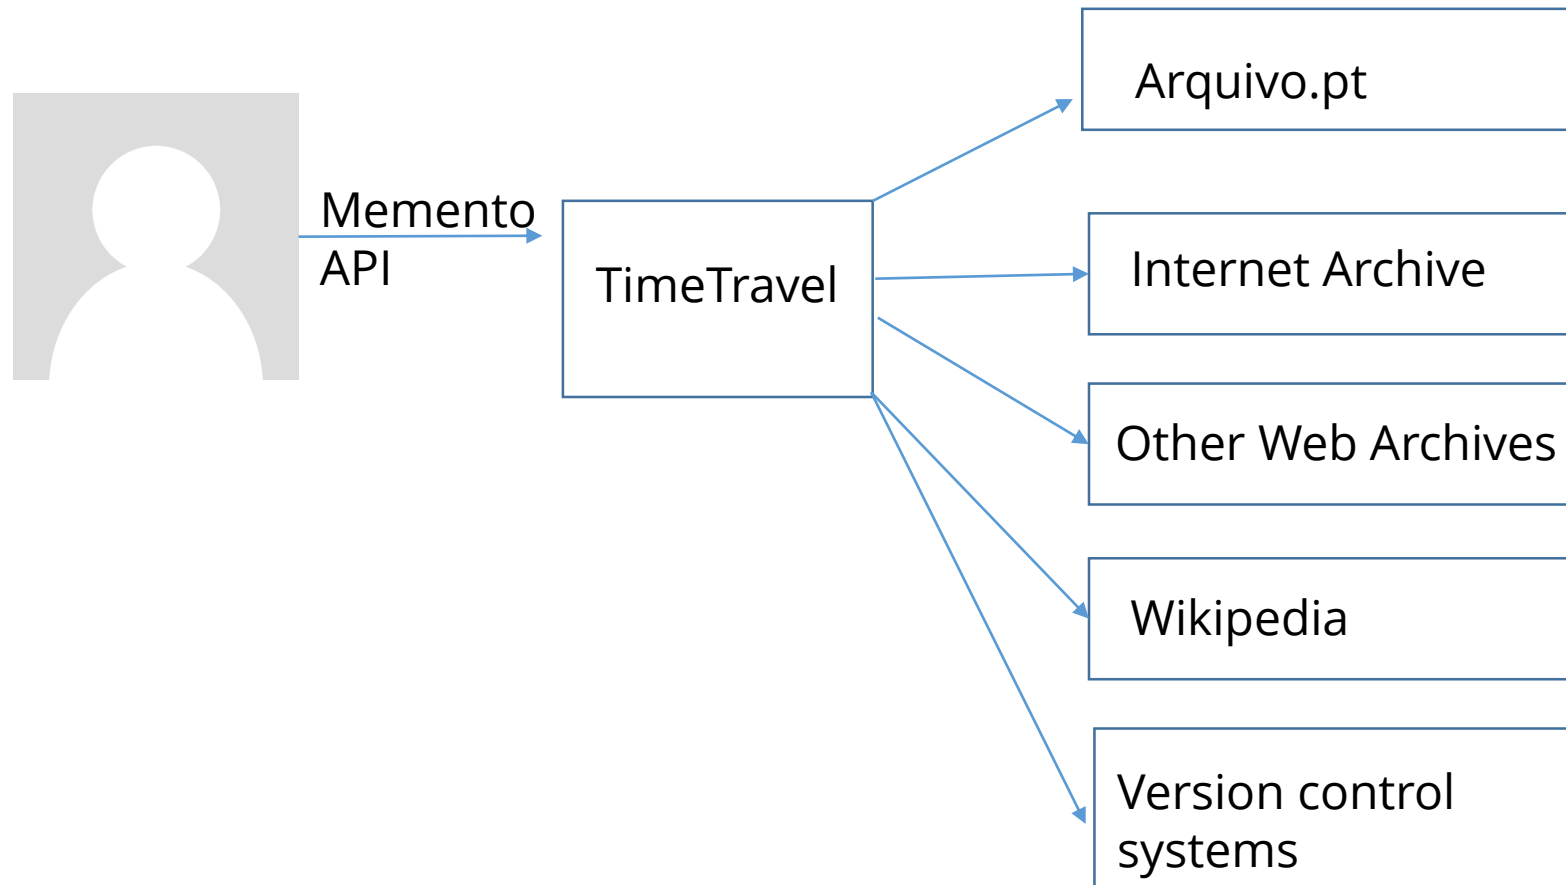 Memento
API
TimeTravel
Arquivo.pt
Internet Archive
Other Web Archives
Wikipedia
Version control
systems